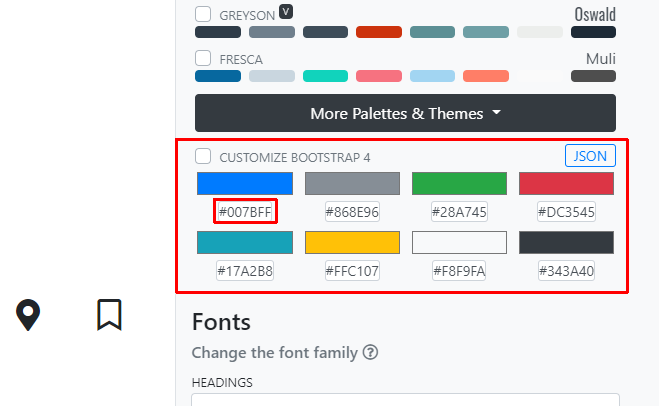 GREYSON V Oswald
FRESCA Muli
More Palettes & Themes
CUSTOMIZE BOOTSTRAP 4 JSON
#007BFF #868E96 #28A745 #DC3545
#17A2B8 #FFC107 #F8F9FA #343A40
Fonts
Change the font family
HEADINGS